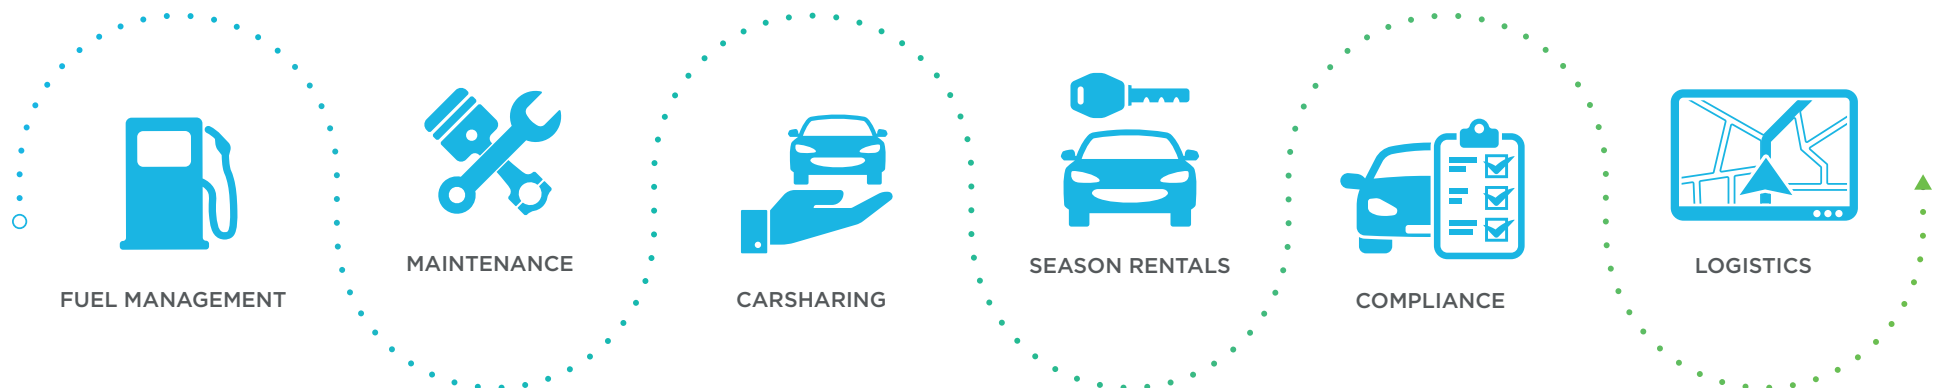 FUEL MANAGEMENT
MAINTENANCE
CARSHARING
SEASON RENTALS
COMPLIANCE
LOGISTICS